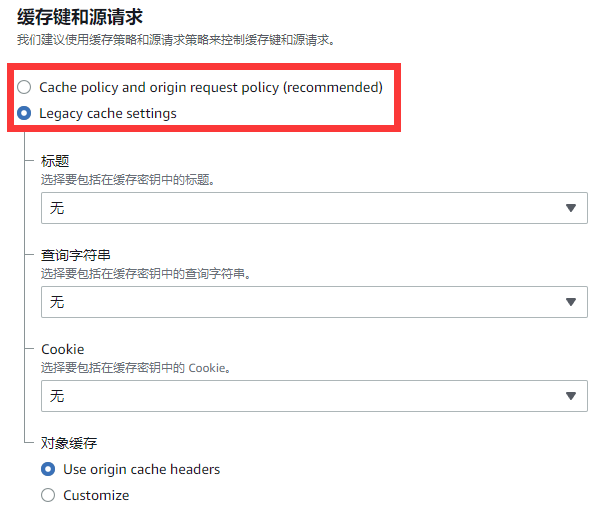 缓存键和源请求
我们建议使用缓存策略和源请求策略来控制缓存键和源请求。
Cache policy and origin request policy (recommended)
Legacy cache settings
标题
选择要包括在缓存密钥中的标题。
无
查询字符串
选择要包括在缓存密钥中的查询字符串。
无
Cookie
选择要包括在缓存密钥中的 Cookie。
无
对象缓存
Use origin cache headers
Customize